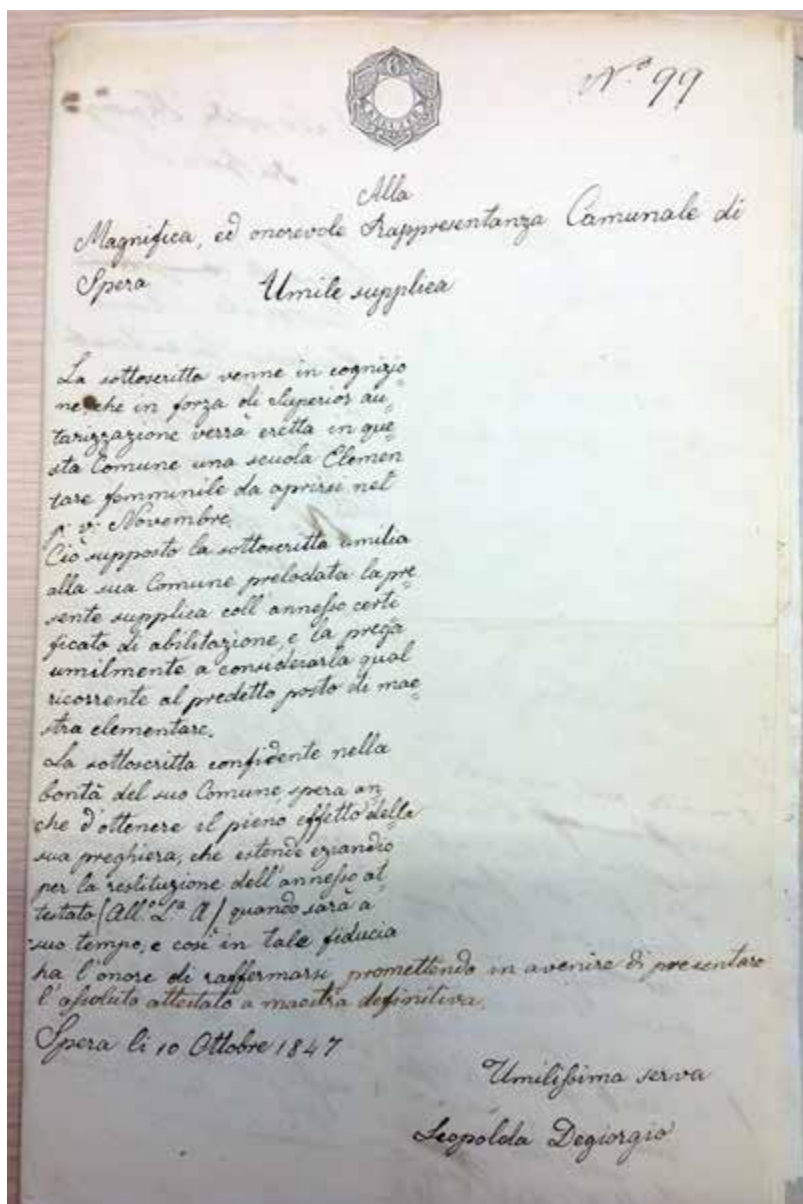 6
N.º 99
Alla
Magnifica, ed onorevole Rappresentanza Comunale di
Spera Umile supplica
La sottoscritta venne in cognizio
ne che in forza di Superior au„
tarizzazione verrà eretta in que„
sta Comune una scuola Elemen
tare femminile da aprirsi nel
p. v. Novembre.
Ciò supposto la sottoscritta umilia
alla sua Comune prelodata la pre„
sente supplica coll'annesso certi„
ficato di abilitazione, e la prega
umilmente a considerarla qual
ricorrente al predetto posto di mae„
stra elementare.
La sottoscritta confidente nella
bontà del suo Comune, spera an„
che d'ottenere il pieno effetto della
sua preghiera, che estende eziandio
per la restituzione dell'annesso at„
testato (All.º L.ª A) quando sarà a
suo tempo, e così in tale fiducia
ha l'onore di raffermarsi, promettendo in avenire di presentare
l'assoluto attestato a maestra definitiva.
Spera li 10 Ottobre 1847
Umilissima serva
Leopolda Degiorgio